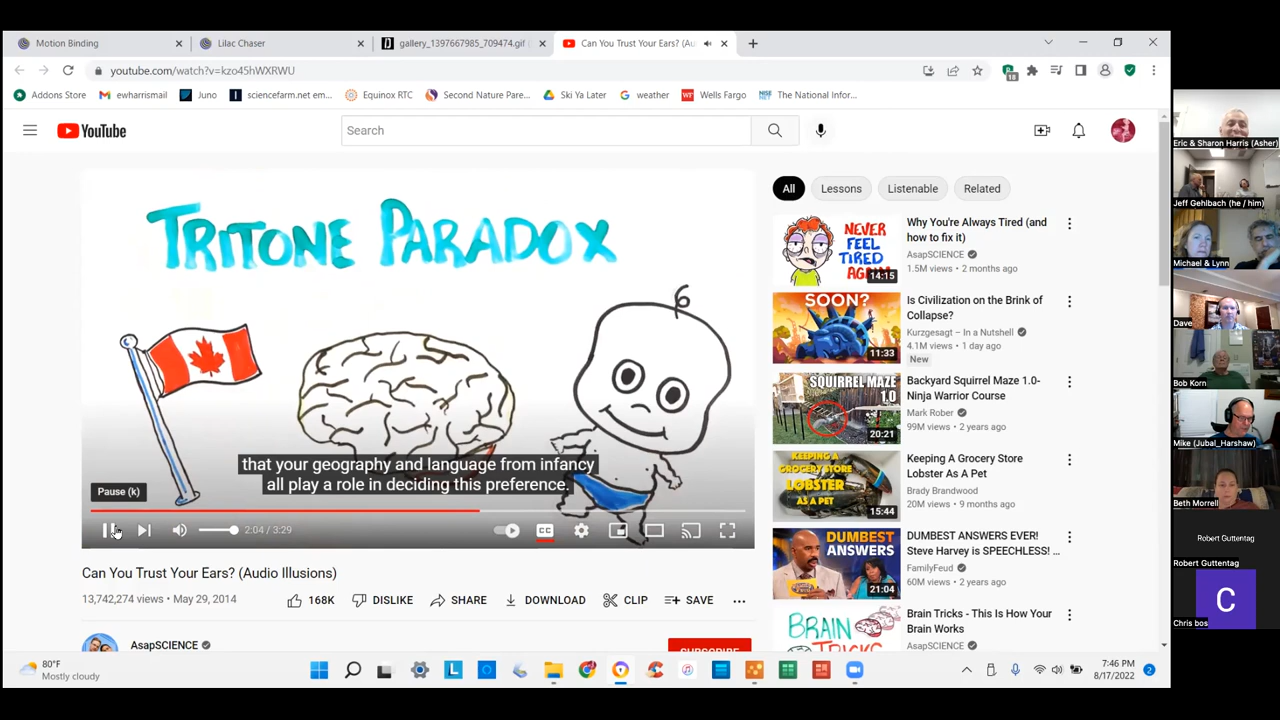 Motion Binding
Lilac Chaser
gallery_1397667985_709474.gif (
Can You Trust Your Ears? (Au
youtube.com/watch?v=kzo45hWXRWU
18
Addons Store
ewharrismail
Juno
sciencefarm.net em...
Equinox RTC
Second Nature Pare...
Ski Ya Later
weather
Wells Fargo
The National Infor...
YouTube
Search
TRITONE PARADOX
that your geography and language from infancy
all play a role in deciding this preference.
Pause (k)
2:04 / 3:29
CC
Can You Trust Your Ears? (Audio Illusions)
13,742,274 views • May 29, 2014
168K
DISLIKE
SHARE
DOWNLOAD
CLIP
SAVE
AsapSCIENCE
SUBSCRIBE
All
Lessons
Listenable
Related
NEVER
FEEL
TIRED
AGAIN
14:15
Why You're Always Tired (and
how to fix it)
AsapSCIENCE
1.5M views • 2 months ago
SOON?
11:33
Is Civilization on the Brink of
Collapse?
Kurzgesagt – In a Nutshell
4.1M views • 1 day ago
New
SQUIRREL MAZE
1.0
20:21
Backyard Squirrel Maze 1.0-
Ninja Warrior Course
Mark Rober
99M views • 2 years ago
KEEPING A
GROCERY STORE
LOBSTER
AS A PET
15:44
Keeping A Grocery Store
Lobster As A Pet
Brady Brandwood
20M views • 9 months ago
DUMBEST
ANSWERS
21:04
DUMBEST ANSWERS EVER!
Steve Harvey is SPEECHLESS! ...
FamilyFeud
60M views • 2 years ago
BRAIN
TRICKS
Brain Tricks - This Is How Your
Brain Works
AsapSCIENCE
80°F
Mostly cloudy
7:46 PM
8/17/2022
2
Eric & Sharon Harris (Asher)
Jeff Gehlbach (he / him)
Michael & Lynn
Dave
Bob Korn
Mike (Jubal_Harshaw)
Beth Morrell
Robert Guttentag
Robert Guttentag
C
Chris bos